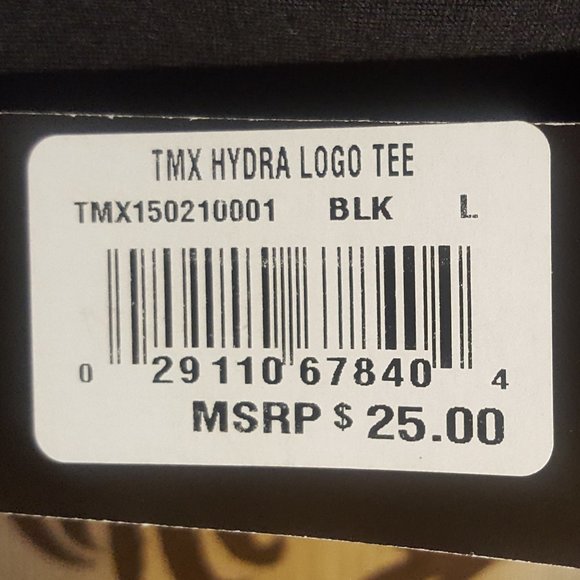 TMX HYDRA LOGO TEE
TMX150210001 BLK L
0 29110 67840 4
MSRP $ 25.00